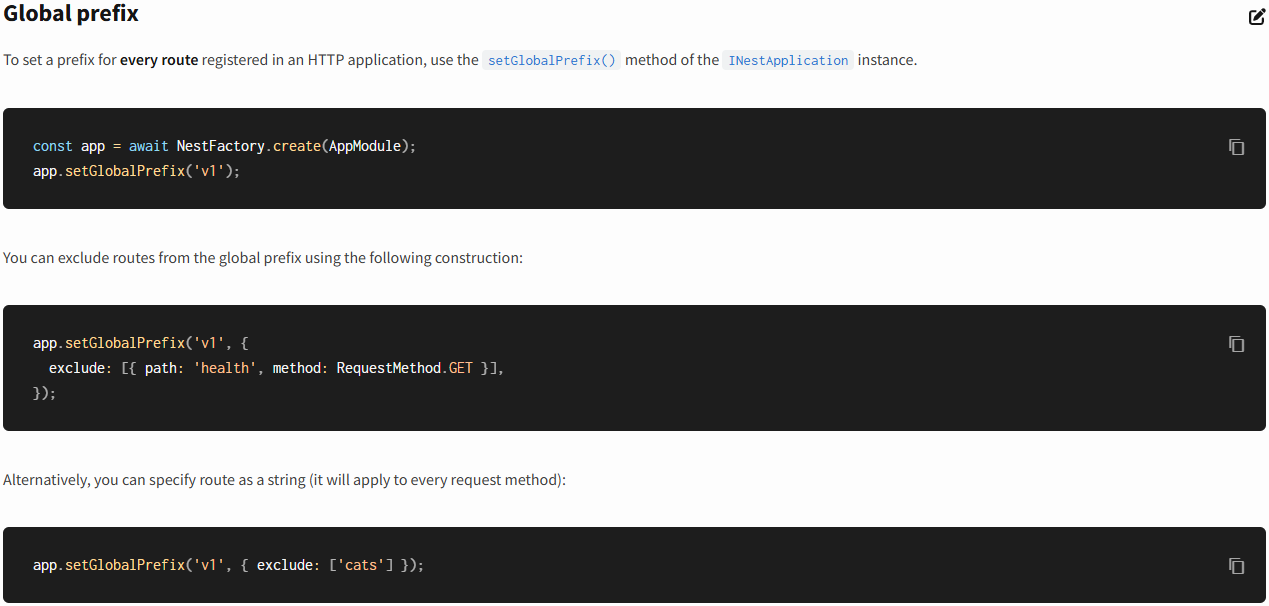 Global prefix
To set a prefix for every route registered in an HTTP application, use the setGlobalPrefix() method of the INestApplication instance.
const app = await NestFactory.create(AppModule);
app.setGlobalPrefix('v1');
You can exclude routes from the global prefix using the following construction:
app.setGlobalPrefix('v1', {
  exclude: [{ path: 'health', method: RequestMethod.GET }],
});
Alternatively, you can specify route as a string (it will apply to every request method):
app.setGlobalPrefix('v1', { exclude: ['cats'] });